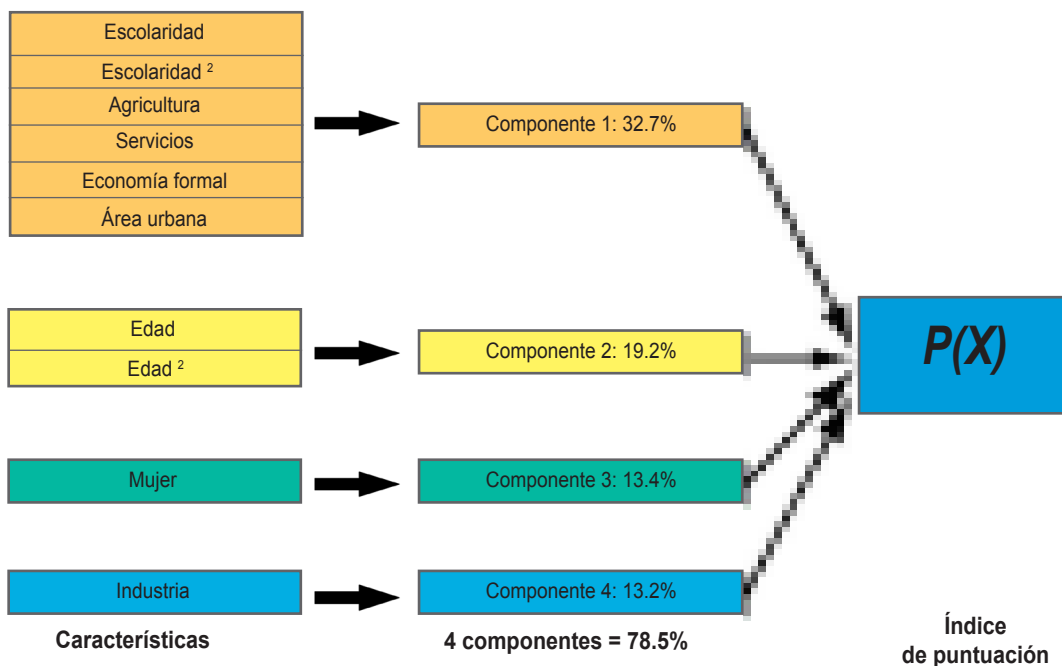 Escolaridad
Escolaridad ²
Agricultura
Servicios
Economía formal
Área urbana
Componente 1: 32.7%
Edad
Edad ²
Componente 2: 19.2%
P(X)
Mujer
Componente 3: 13.4%
Industria
Componente 4: 13.2%
Características
4 componentes = 78.5%
Índice
de puntuación